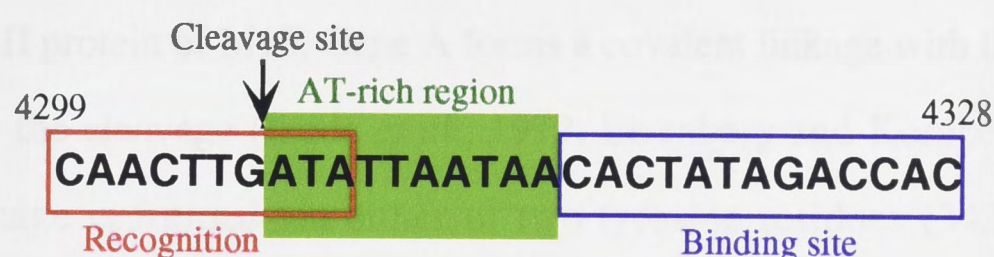 Cleavage site
AT-rich region
4299 4328
CAACTTGATATTAATAACACTATAGACCAC
Recognition Binding site